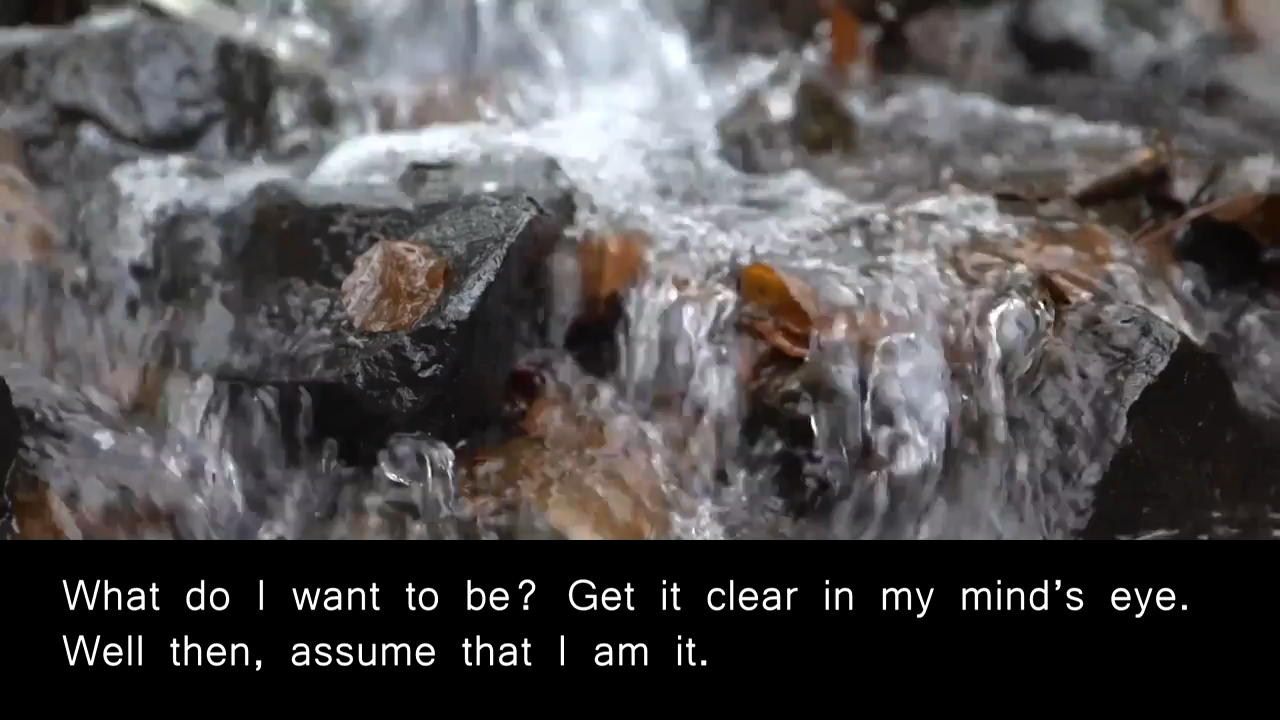 What do I want to be? Get it clear in my mind’s eye.
Well then, assume that I am it.